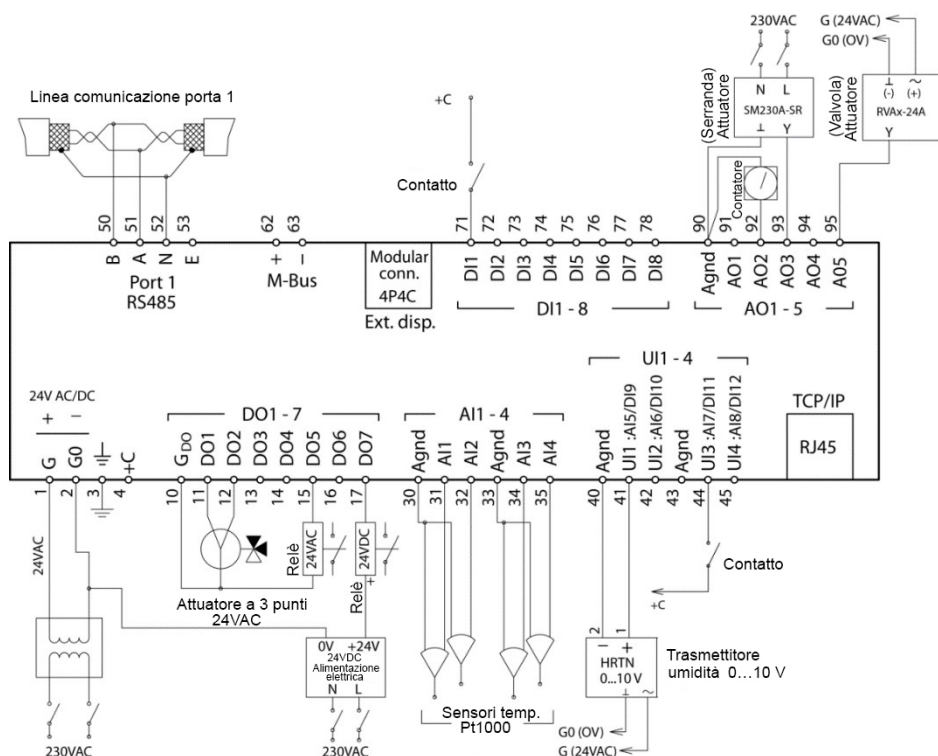 230VAC
G (24VAC)
G0 (OV)
Linea comunicazione porta 1
+C
Contatto
(Serranda)
Attuatore
N L
SM230A-SR
⊥ Y
(Valvola)
Attuatore
⊥ ~
(-) (+)
RVAx-24A
Y
Contatore
50 51 52 53
62 63
71 72 73 74 75 76 77 78
90 91 92 93 94 95
B A N E
Port 1
RS485
+ –
M-Bus
Modular
conn.
4P4C
Ext. disp.
DI1 DI2 DI3 DI4 DI5 DI6 DI7 DI8
DI1 - 8
Agnd AO1 AO2 AO3 AO4 A05
AO1 - 5
24V AC/DC
+ –
G G0 +C
DO1 - 7
GDO DO1 DO2 DO3 DO4 DO5 DO6 DO7
AI1 - 4
Agnd AI1 AI2 Agnd AI3 AI4
UI1 - 4
Agnd
UI1 :AI5/DI9
UI2 :AI6/DI10
Agnd
UI3 :AI7/DI11
UI4 :AI8/DI12
TCP/IP
RJ45
1 2 3 4
10 11 12 13 14 15 16 17
30 31 32 33 34 35
40 41 42 43 44 45
24VAC
230VAC
Attuatore a 3 punti
24VAC
Relè
24VAC
Relè
24VDC
+
0V +24V
24VDC
Alimentazione
elettrica
N L
230VAC
Sensori temp.
Pt1000
Contatto
+C
2 1
– +
HRTN
0...10 V
⊥ ~
Trasmettitore
umidità 0...10 V
G0 (OV)
G (24VAC)